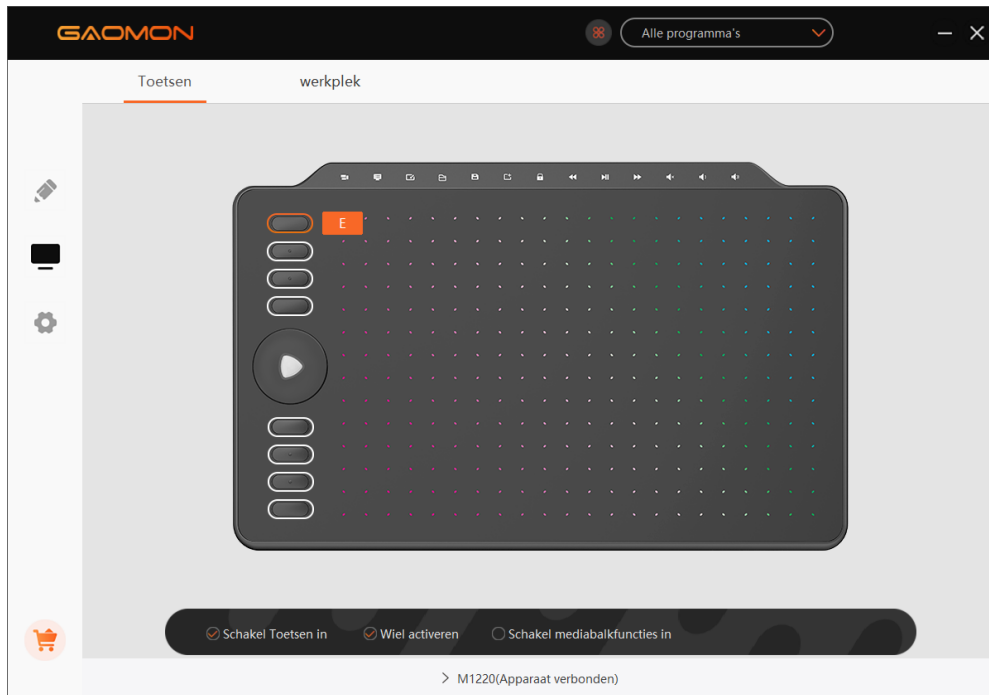 GAOMON
Alle programma's
Toetsen
werkplek
E
Schakel Toetsen in
Wiel activeren
Schakel mediabalkfuncties in
M1220(Apparaat verbonden)